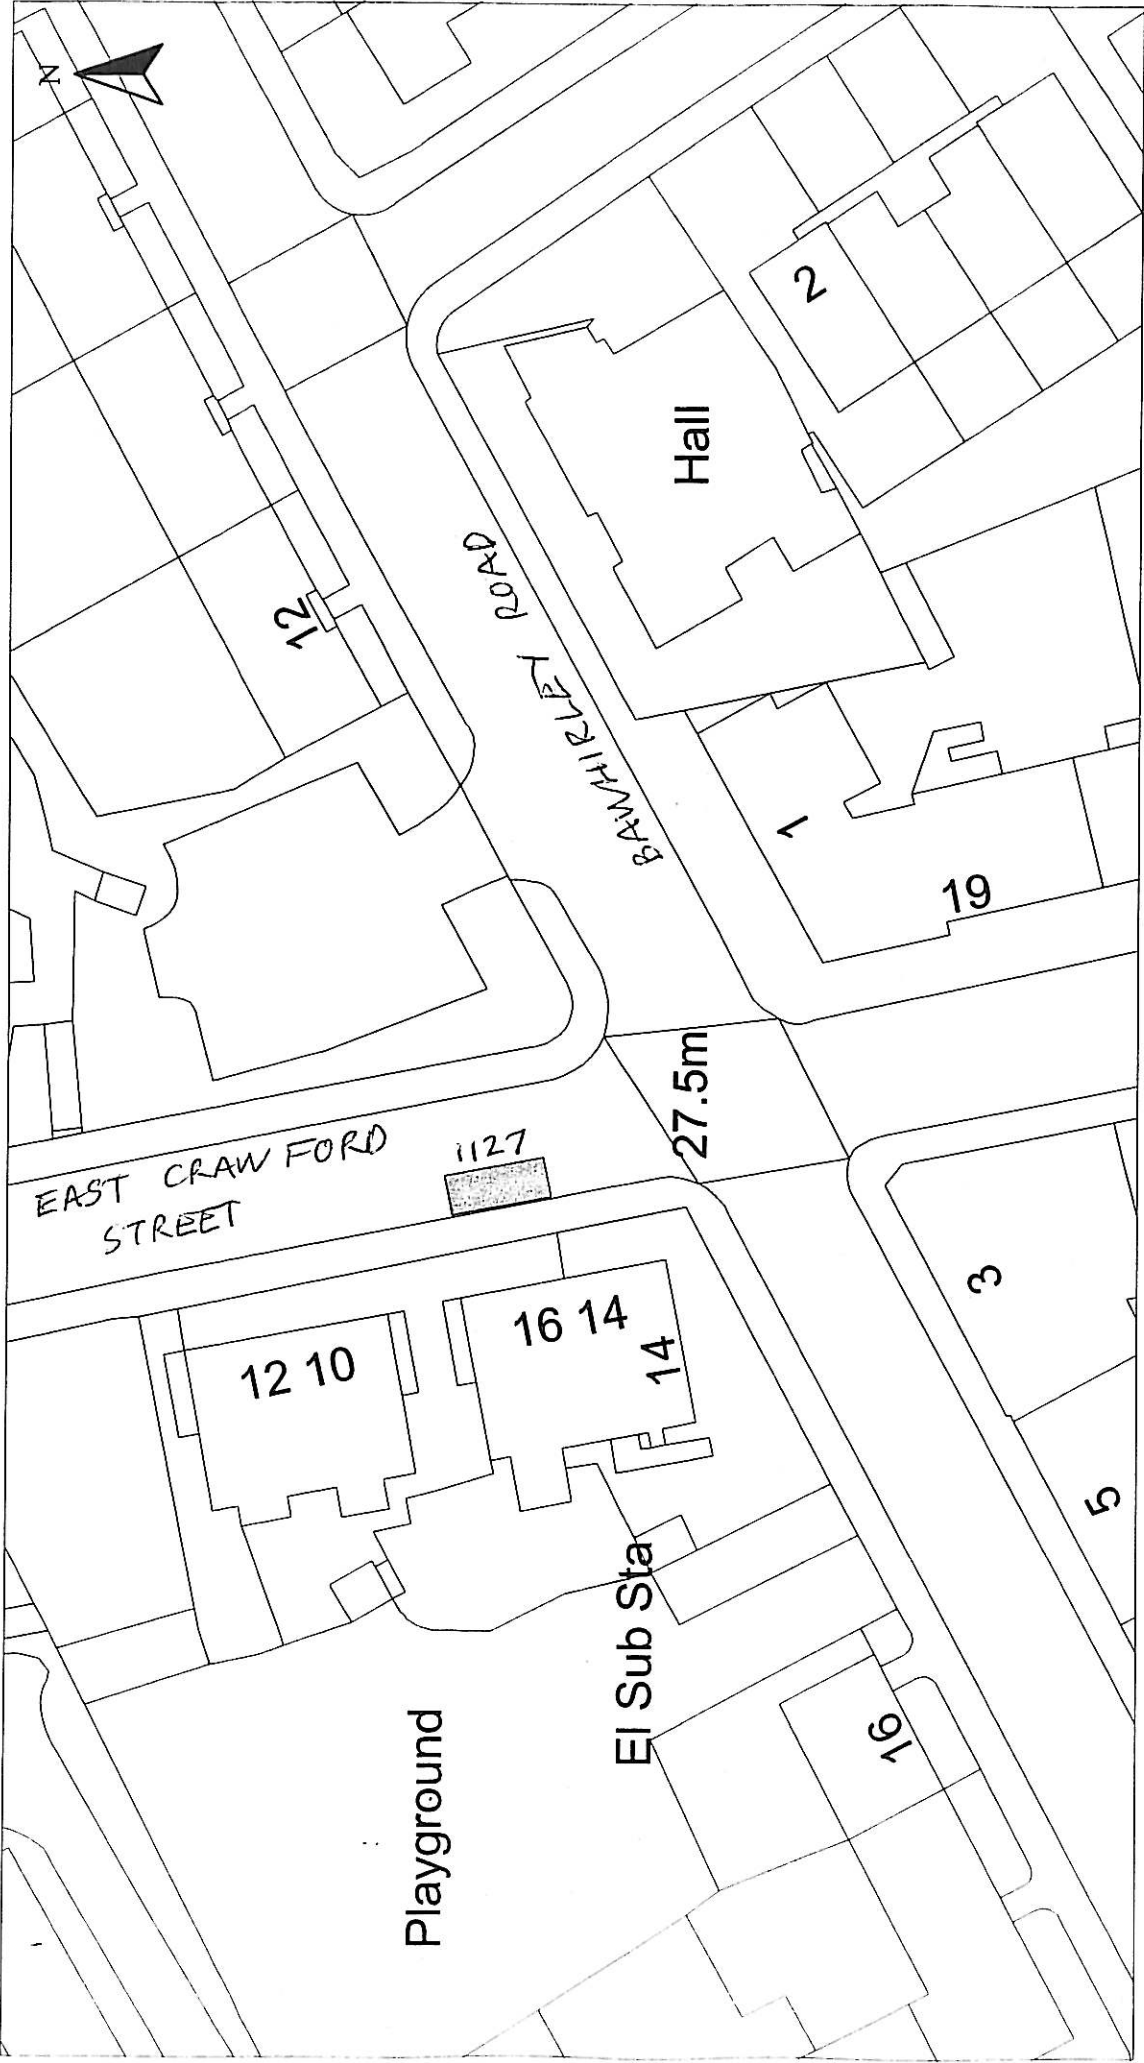 N
12
BAWHIRLEY ROAD
Hall
2
1
19
EAST CRAWFORD
STREET
1127
27.5m
12 10
16 14
14
3
5
El Sub Sta
16
Playground